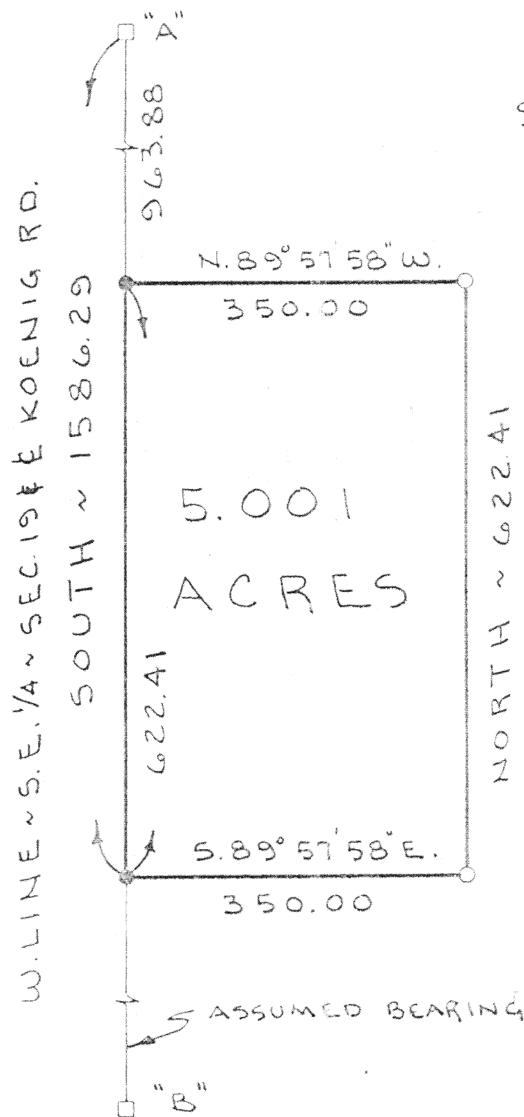 "A"
963.88
W. LINE ~ S.E. 1/4 ~ SEC. 19 & ℄ KOENIG RD.
SOUTH ~ 1586.29
N. 89° 57' 58" W.
350.00
5.001
ACRES
622.41
NORTH ~ 622.41
S. 89° 57' 58" E.
350.00
ASSUMED BEARING
"B"